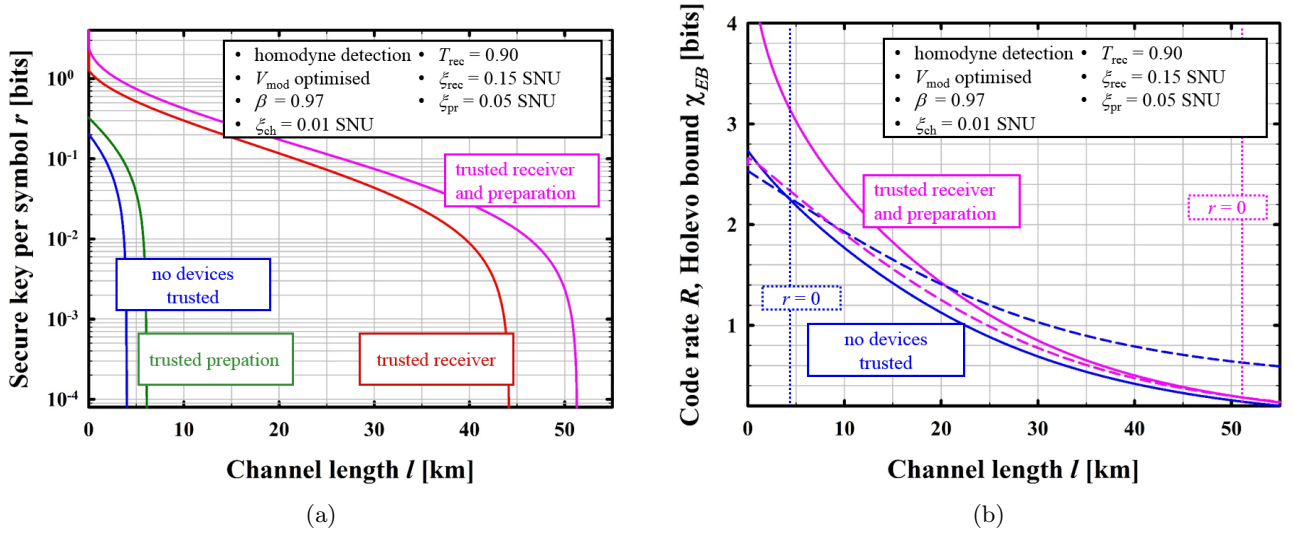 Secure key per symbol r [bits]
10⁰
10⁻¹
10⁻²
10⁻³
10⁻⁴
• homodyne detection • T_rec = 0.90
• V_mod optimised • ξ_rec = 0.15 SNU
• β = 0.97 • ξ_pr = 0.05 SNU
• ξ_ch = 0.01 SNU
trusted receiver
and preparation
no devices
trusted
trusted prepation
trusted receiver
0 10 20 30 40 50
Channel length l [km]
(a)
Code rate R, Holevo bound χ_EB [bits]
4
3
2
1
• homodyne detection • T_rec = 0.90
• V_mod optimised • ξ_rec = 0.15 SNU
• β = 0.97 • ξ_pr = 0.05 SNU
• ξ_ch = 0.01 SNU
trusted receiver
and preparation
r = 0
r = 0
no devices
trusted
0 10 20 30 40 50
Channel length l [km]
(b)